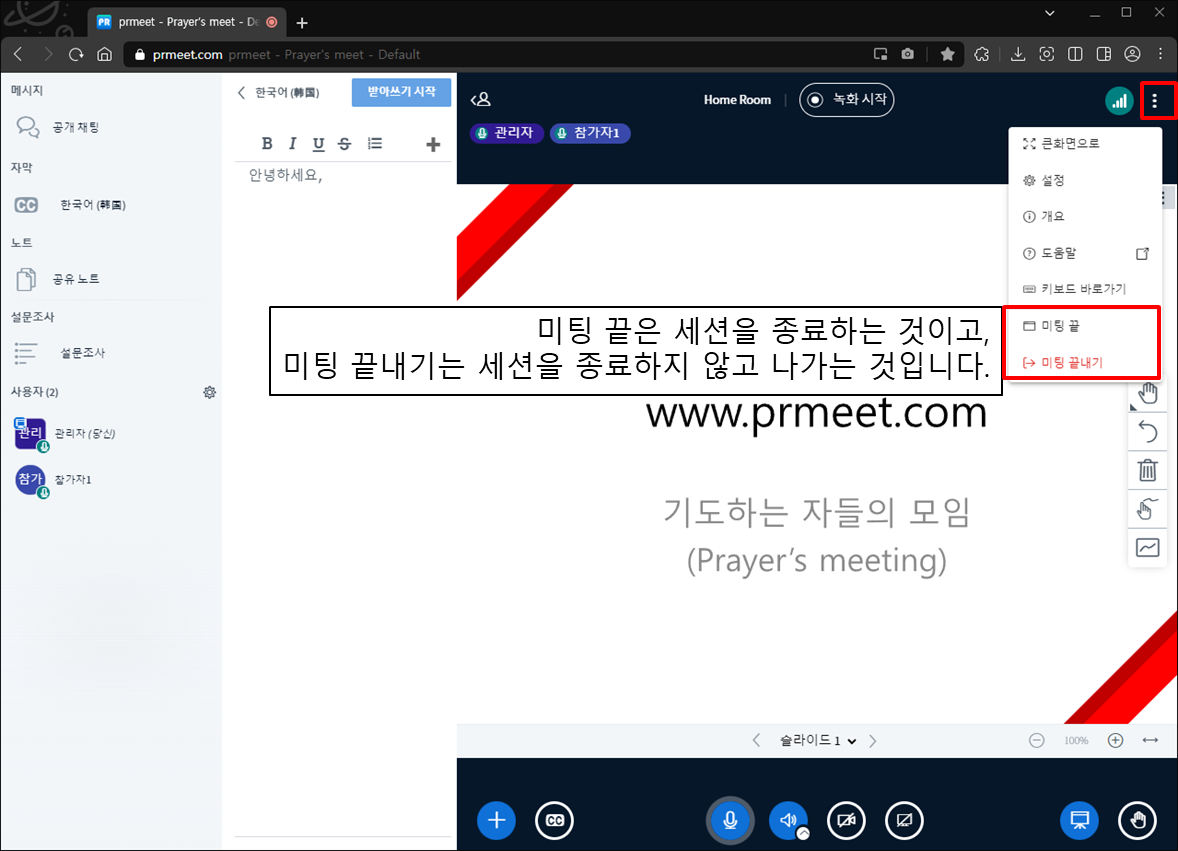 prmeet - Prayer's meet - De
prmeet.com prmeet - Prayer's meet - Default
메시지
공개 채팅
자막
한국어 (韩国)
노트
공유 노트
설문조사
설문조사
사용자 (2)
관리
관리자 (당신)
참가
참가자1
한국어 (韩国)
받아쓰기 시작
B I U S
안녕하세요,
Home Room
녹화 시작
관리자
참가자1
큰화면으로
설정
개요
도움말
키보드 바로가기
미팅 끝
미팅 끝내기
미팅 끝은 세션을 종료하는 것이고,
미팅 끝내기는 세션을 종료하지 않고 나가는 것입니다.
www.prmeet.com
기도하는 자들의 모임
(Prayer's meeting)
슬라이드 1
100%
CC